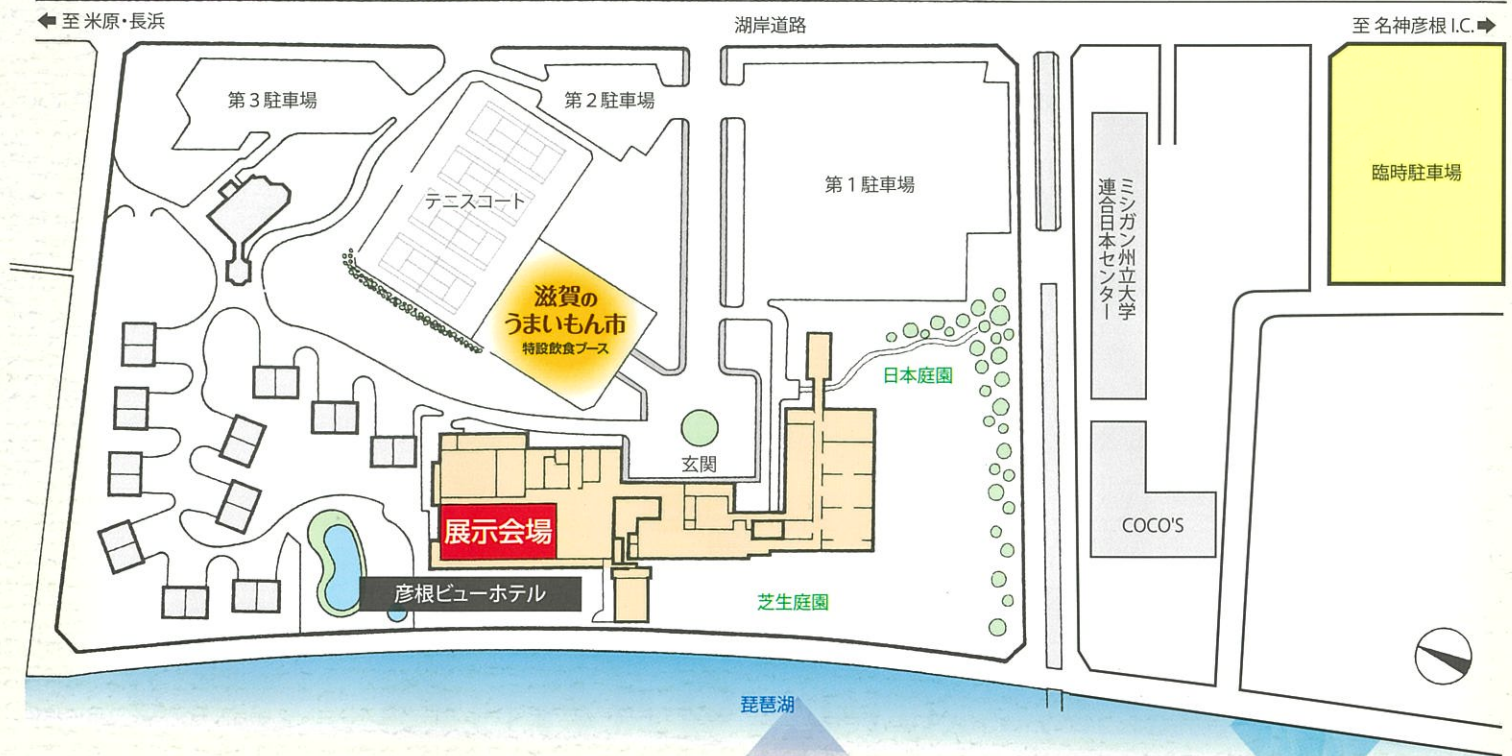 至 米原・長浜
湖岸道路
至 名神彦根 I.C.
第3駐車場
第2駐車場
第1駐車場
臨時駐車場
テニスコート
ミシガン州立大学
連合日本センター
滋賀の
うまいもん市
特設飲食ブース
日本庭園
玄関
展示会場
COCO'S
彦根ビューホテル
芝生庭園
琵琶湖